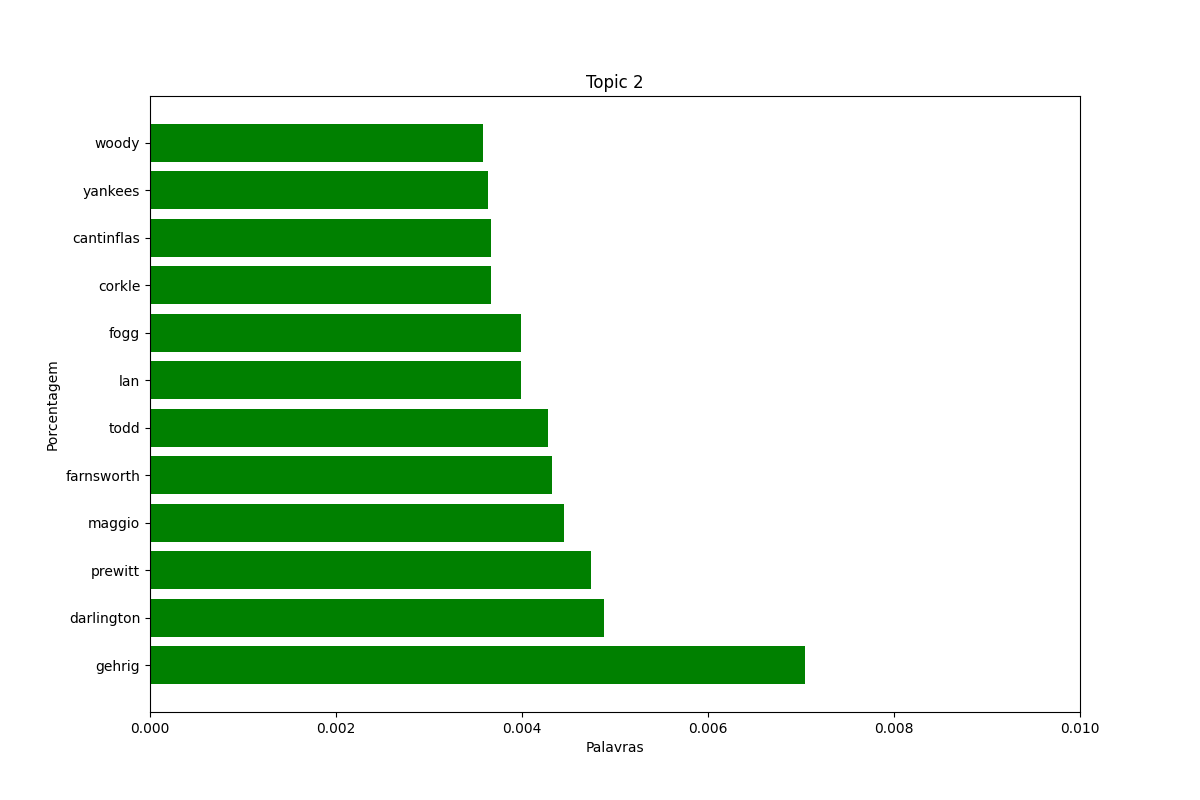 Topic 2
woody
yankees
cantinflas
corkle
fogg
lan
todd
farnsworth
maggio
prewitt
darlington
gehrig
Porcentagem
0.000 0.002 0.004 0.006 0.008 0.010
Palavras